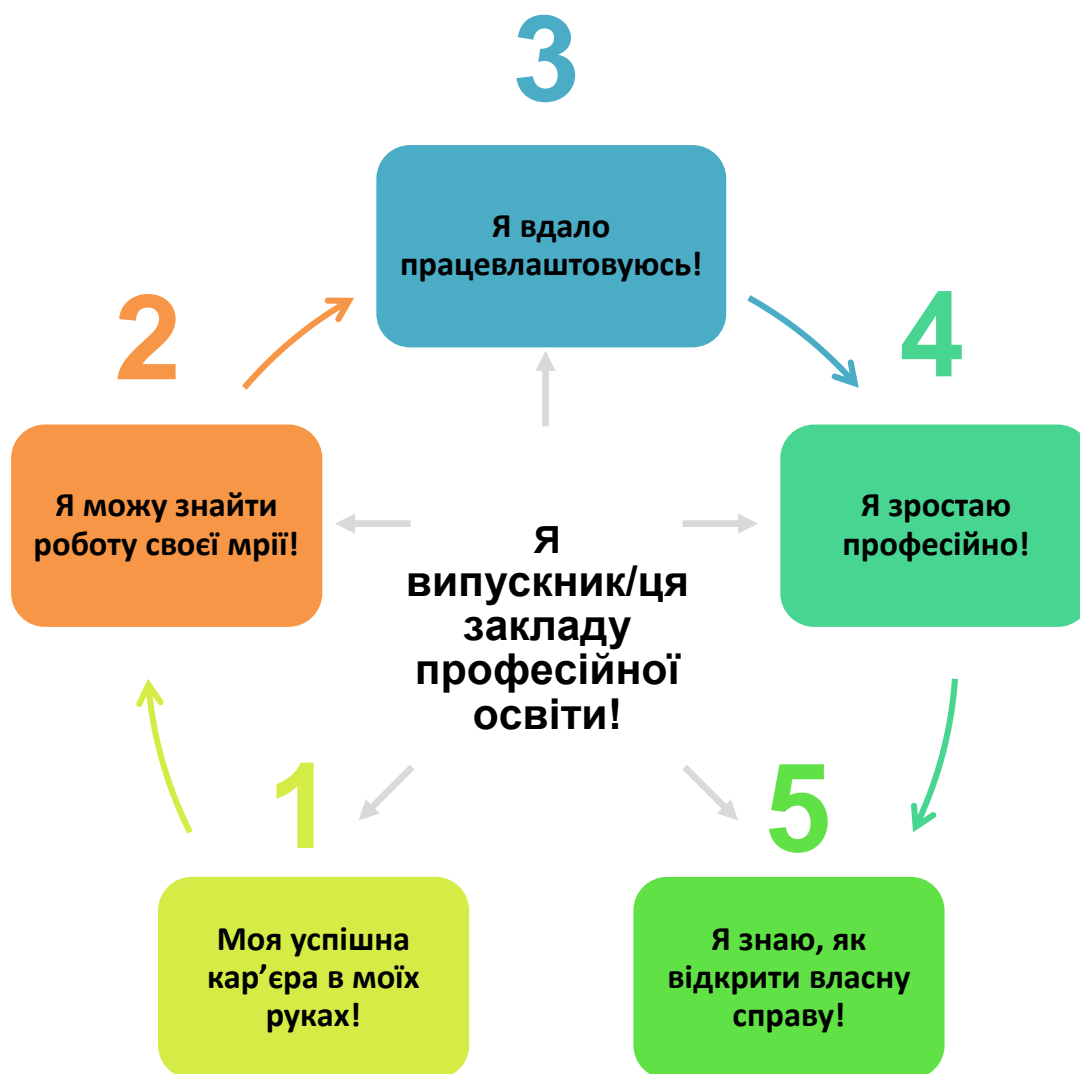 3
Я вдало
працевлаштовуюсь!
2
4
Я можу знайти
роботу своєї мрії!
Я зростаю
професійно!
Я
випускник/ця
закладу
професійної
освіти!
1
5
Моя успішна
кар’єра в моїх
руках!
Я знаю, як
відкрити власну
справу!